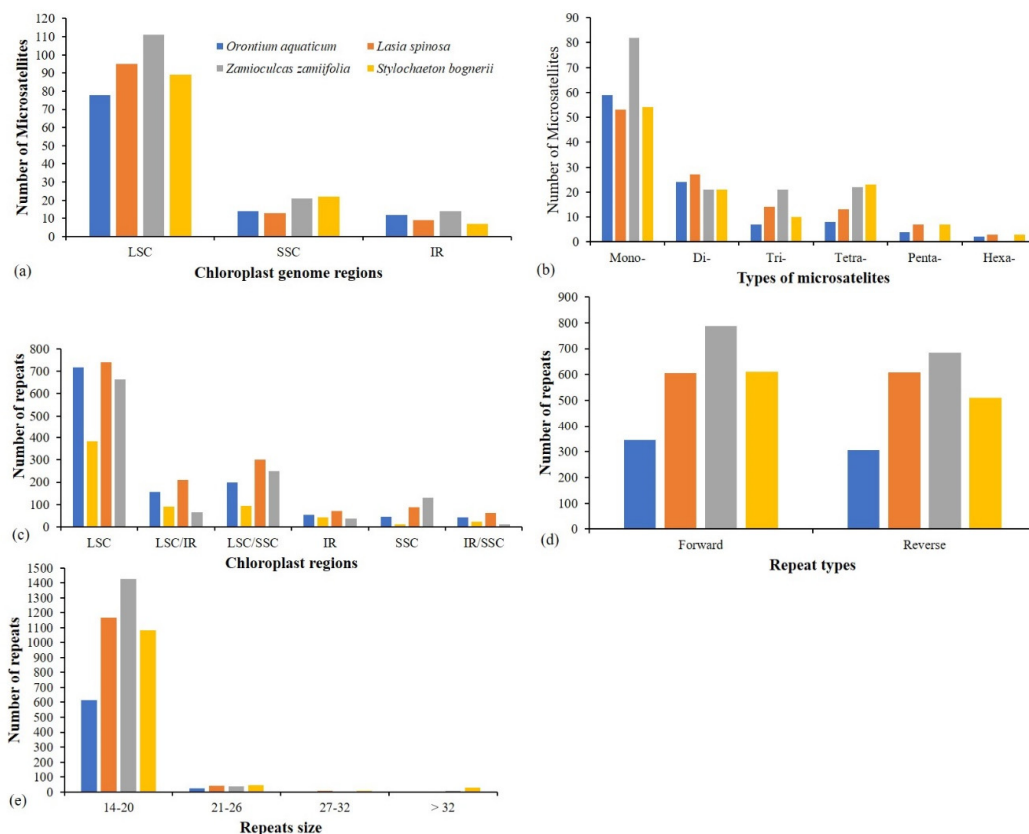 Number of Microsatellites
120
110
100
90
80
70
60
50
40
30
20
10
0
Orontium aquaticum
Lasia spinosa
Zamioculcas zamiifolia
Stylochaeton bognerii
LSC
SSC
IR
(a)
Chloroplast genome regions
Number of Microsatellites
90
80
70
60
50
40
30
20
10
0
Mono-
Di-
Tri-
Tetra-
Penta-
Hexa-
(b)
Types of microsatelites
Number of repeats
800
700
600
500
400
300
200
100
0
LSC
LSC/IR
LSC/SSC
IR
SSC
IR/SSC
(c)
Chloroplast regions
Number of repeats
900
800
700
600
500
400
300
200
100
0
Forward
Reverse
(d)
Repeat types
Number of repeats
1500
1400
1300
1200
1100
1000
900
800
700
600
500
400
300
200
100
0
14-20
21-26
27-32
> 32
(e)
Repeats size